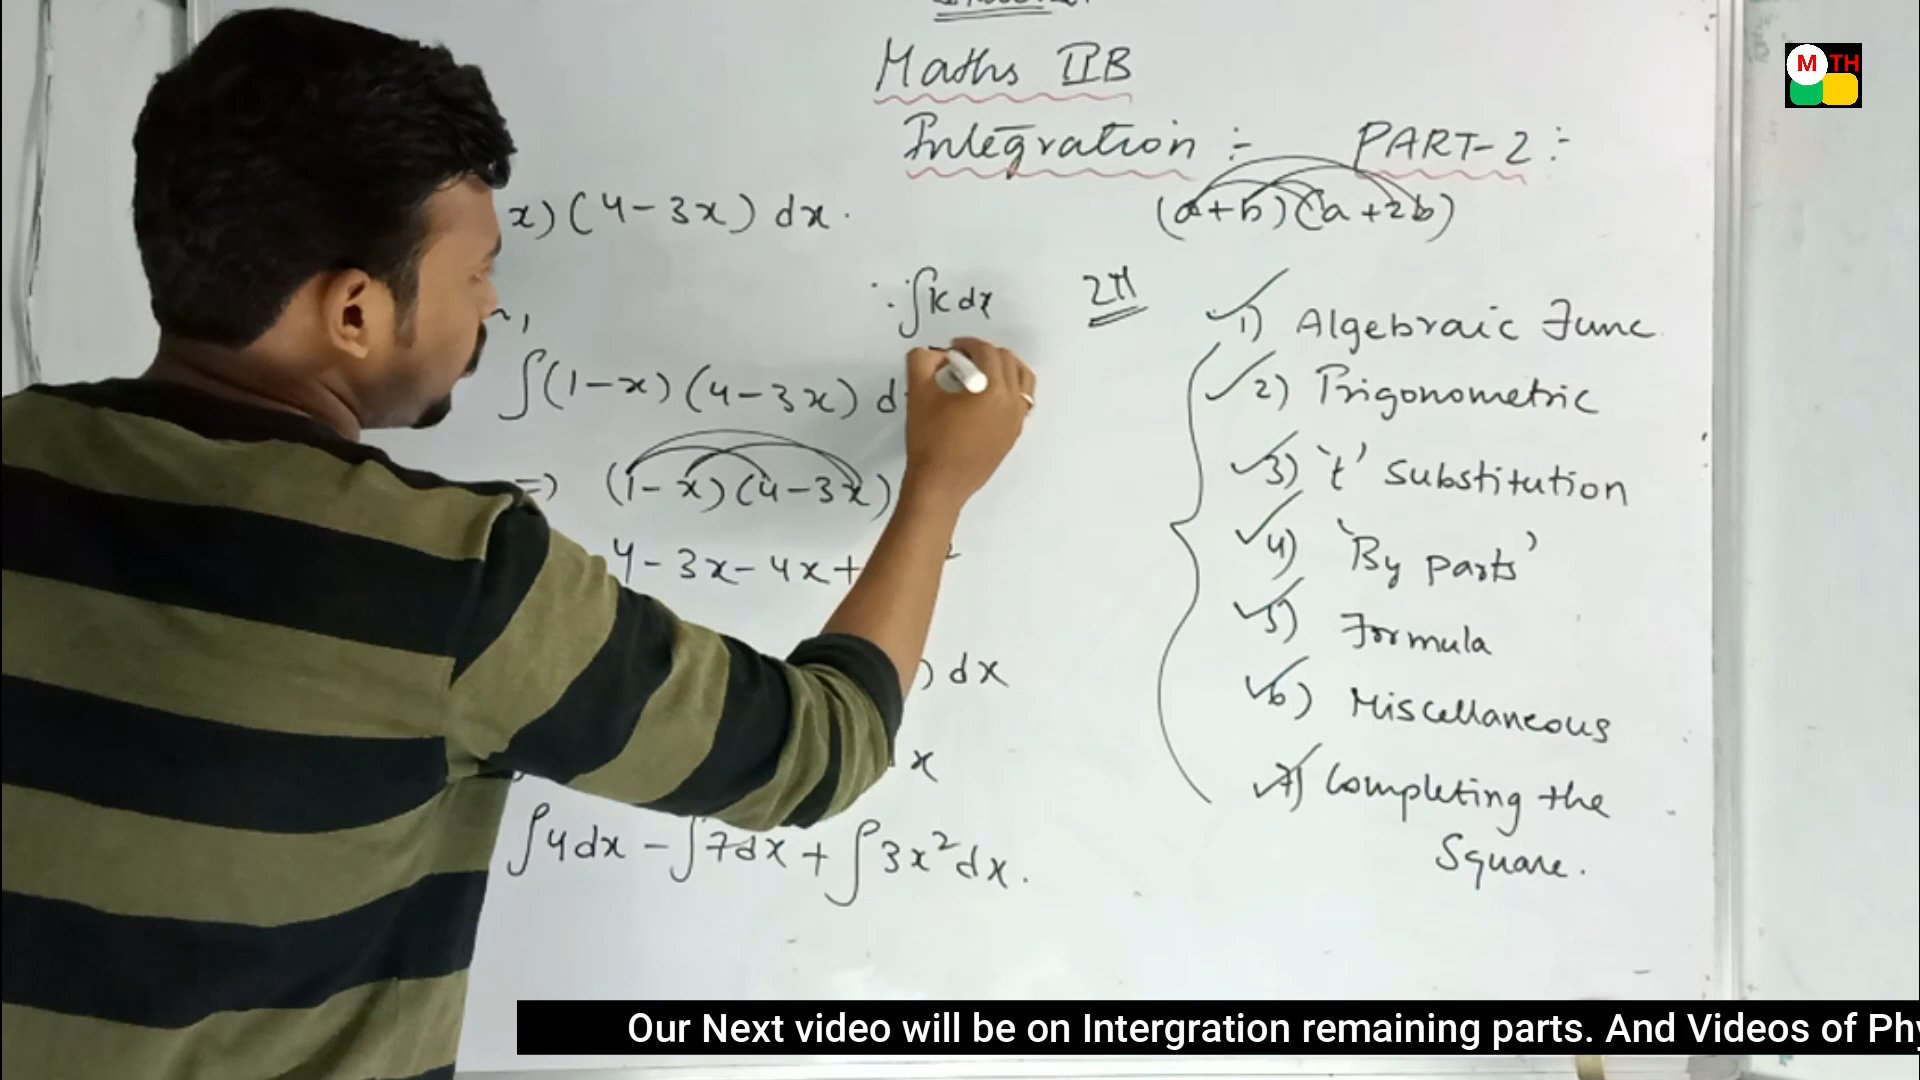 Maths IIB
Integration :- PART-2 :-
x) (4-3x) dx.
(a+b) (a+2b)
∵ ∫k dx
2M
∫(1-x) (4-3x) d
=> (1-x) (4-3x)
4-3x-4x+
) dx
x
∫4dx - ∫7dx + ∫3x²dx.
1) Algebraic Func.
2) Trigonometric
3) 't' Substitution
4) 'By parts'
5) Formula
6) Miscellaneous
7) Completing the
Square.
M TH
Our Next video will be on Intergration remaining parts. And Videos of Phy